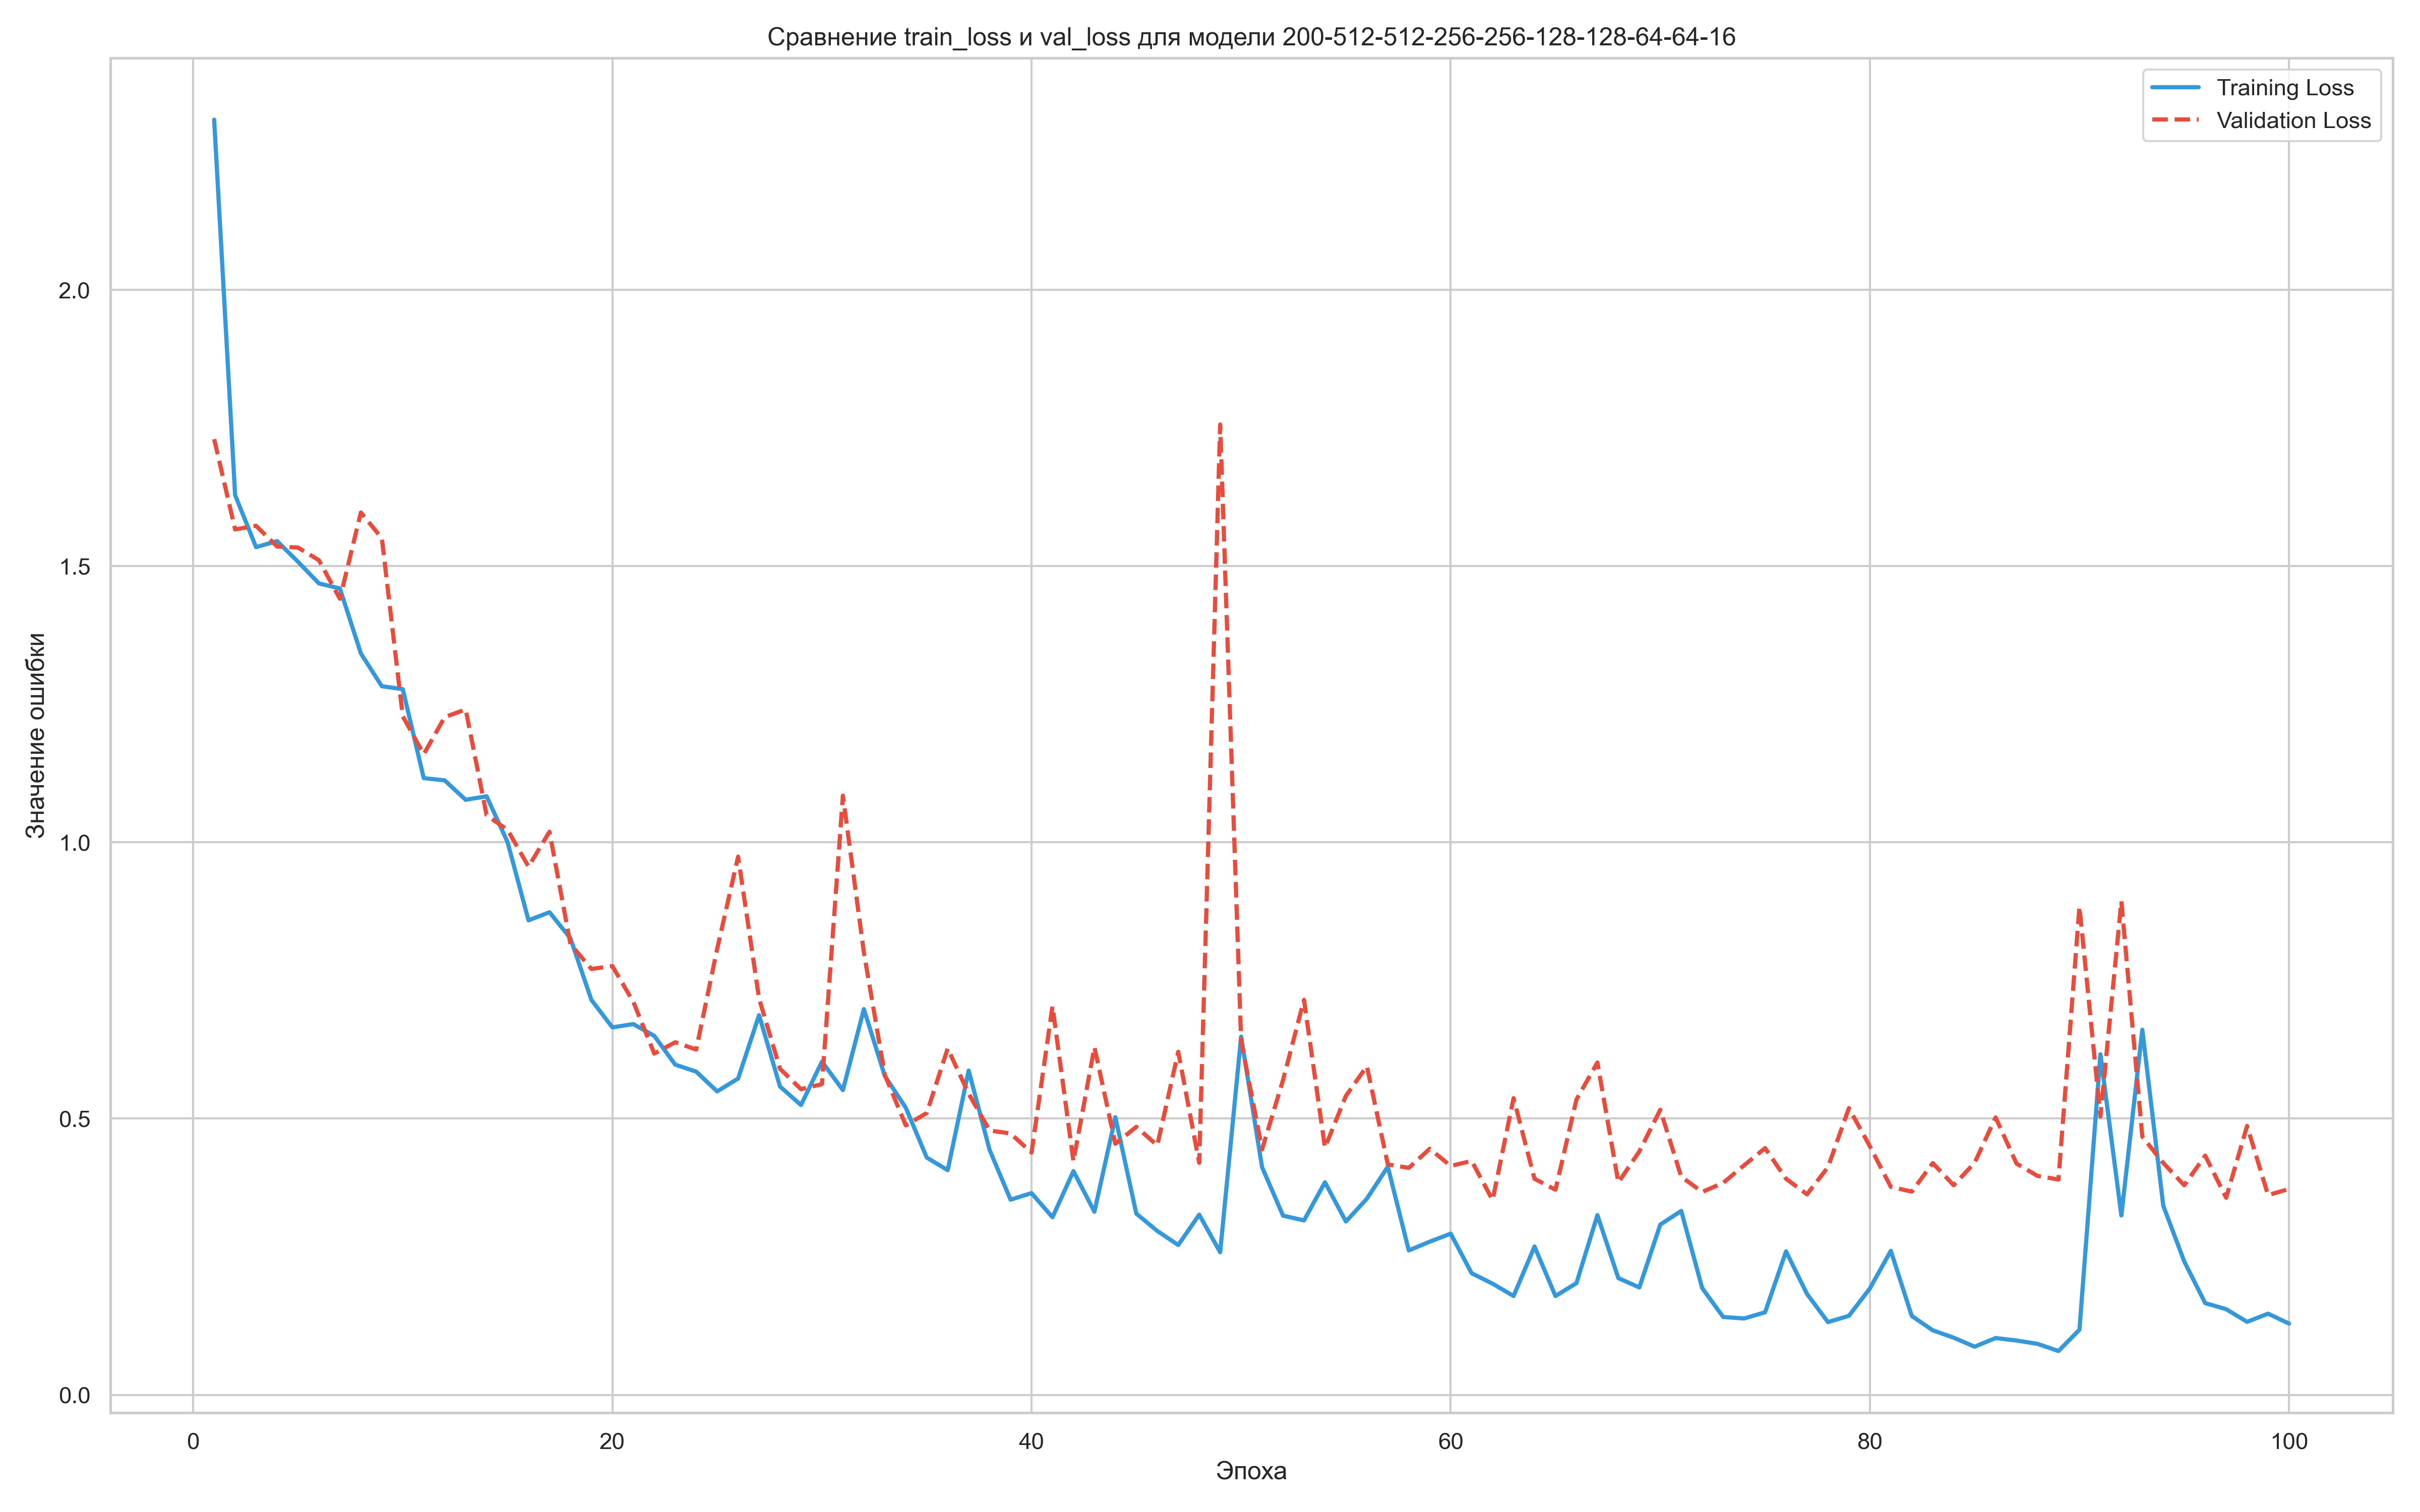 Сравнение train_loss и val_loss для модели 200-512-512-256-256-128-128-64-64-16
Training Loss
Validation Loss
Значение ошибки
2.0
1.5
1.0
0.5
0.0
0
20
40
60
80
100
Эпоха